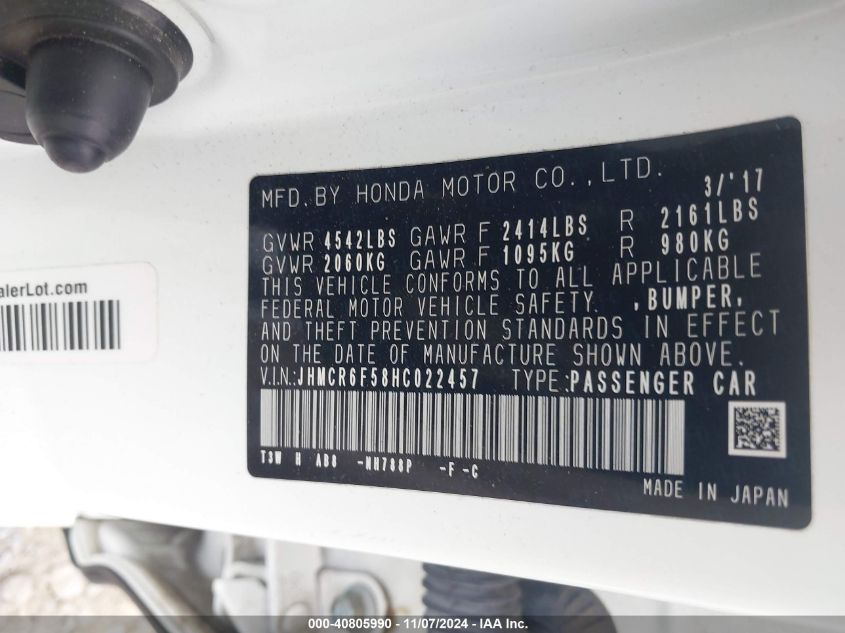 MFD. BY HONDA MOTOR CO., LTD. 3/'17
GVWR 4542LBS GAWR F 2414LBS R 2161LBS
GVWR 2060KG GAWR F 1095KG R 980KG
THIS VEHICLE CONFORMS TO ALL APPLICABLE
FEDERAL MOTOR VEHICLE SAFETY, BUMPER,
AND THEFT PREVENTION STANDARDS IN EFFECT
ON THE DATE OF MANUFACTURE SHOWN ABOVE.
V.I.N.: JHMCR6F58HC022457 TYPE: PASSENGER CAR
T3W H AB8 -NH788P -F -C
MADE IN JAPAN
alerLot.com
000-40805990 - 11/07/2024 - IAA Inc.